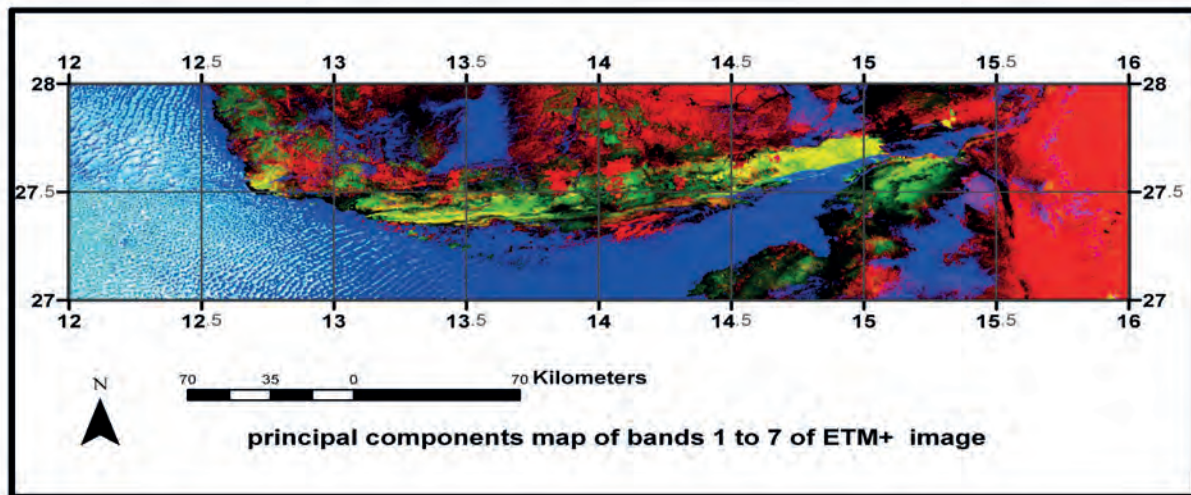 12 12.5 13 13.5 14 14.5 15 15.5 16
28 28
27.5 27.5
27 27
12 12.5 13 13.5 14 14.5 15 15.5 16
70 35 0 70 Kilometers
N
principal components map of bands 1 to 7 of ETM+ image